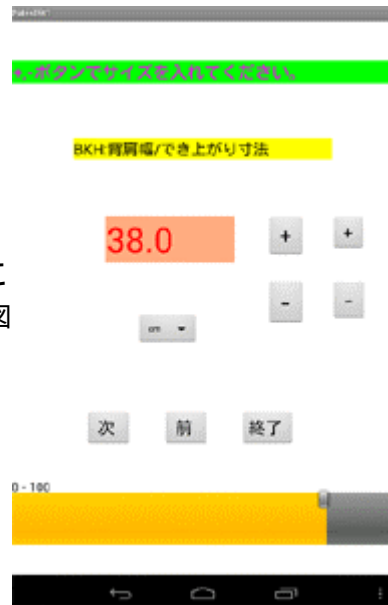 +,-ボタンでサイズを入れてください。
BKH:背肩幅/でき上がり寸法
38.0
+
+
-
-
cm
次
前
終了
0 - 100
図